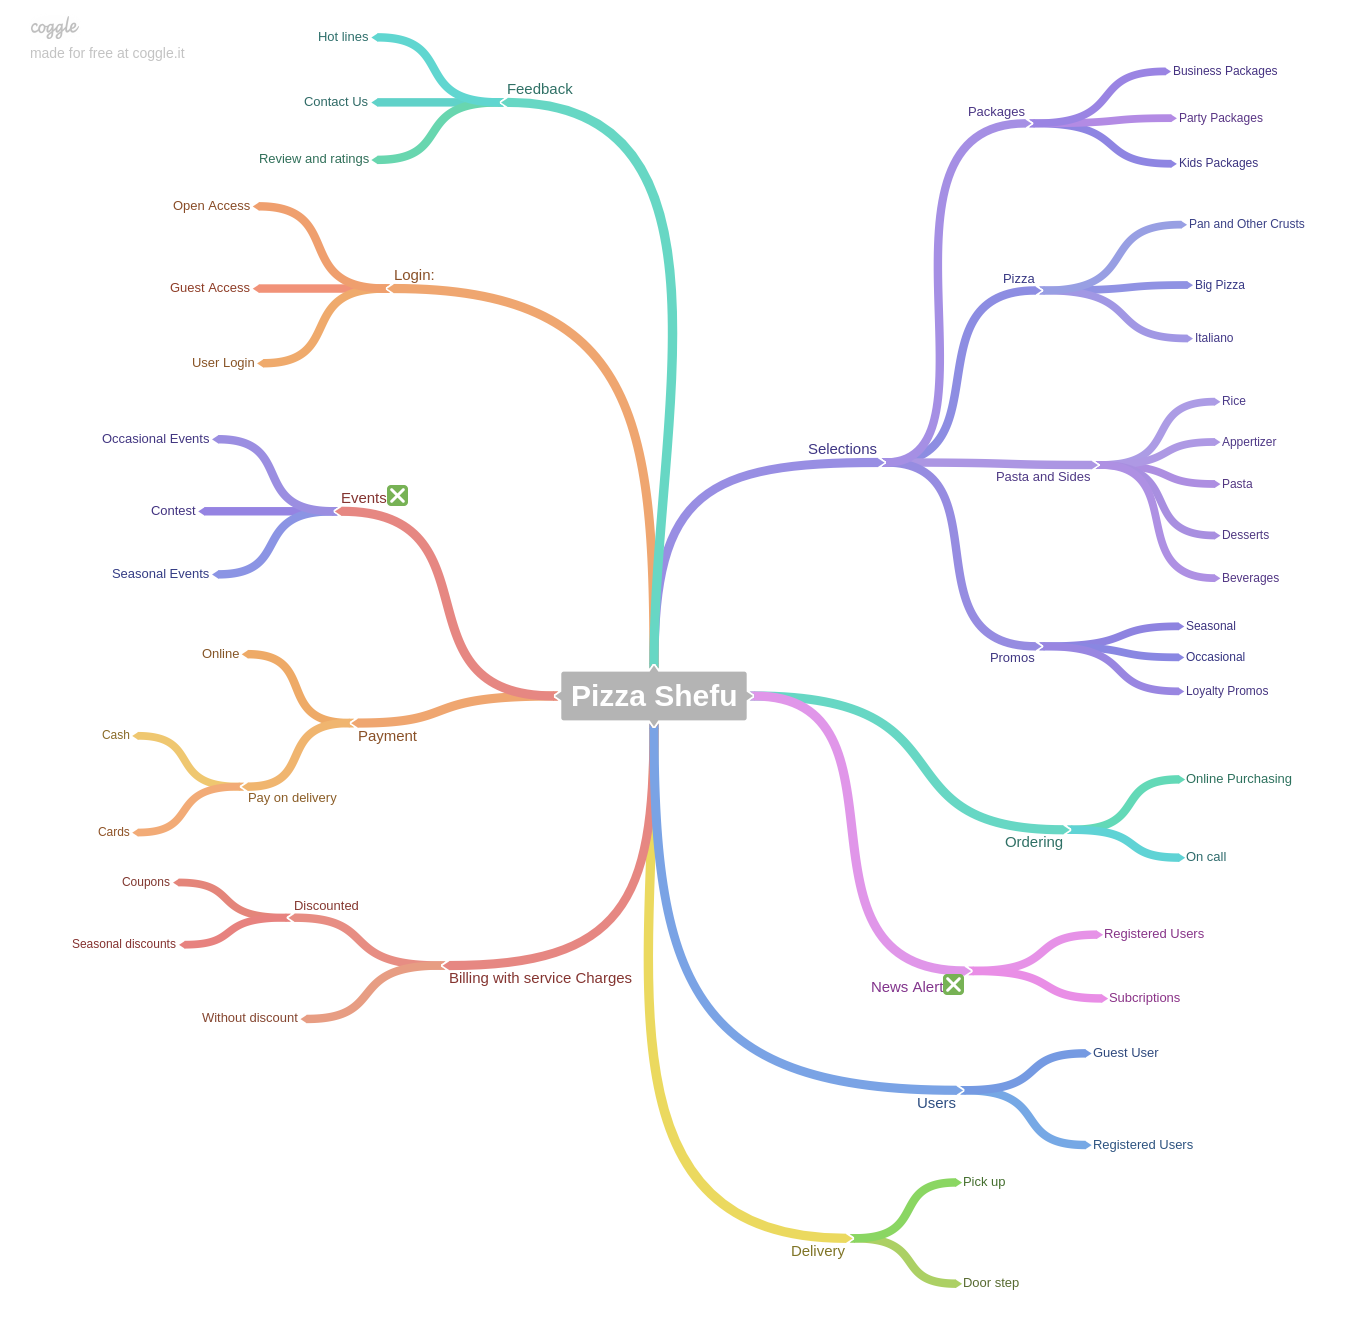 coggle
made for free at coggle.it
Hot lines
Feedback
Contact Us
Review and ratings
Open Access
Login:
Guest Access
User Login
Occasional Events
Events
Contest
Seasonal Events
Online
Payment
Cash
Pay on delivery
Cards
Coupons
Discounted
Seasonal discounts
Billing with service Charges
Without discount
Pizza Shefu
Business Packages
Packages
Party Packages
Kids Packages
Pan and Other Crusts
Pizza
Big Pizza
Italiano
Selections
Rice
Appertizer
Pasta and Sides
Pasta
Desserts
Beverages
Seasonal
Promos
Occasional
Loyalty Promos
Online Purchasing
Ordering
On call
Registered Users
News Alert
Subcriptions
Guest User
Users
Registered Users
Pick up
Delivery
Door step